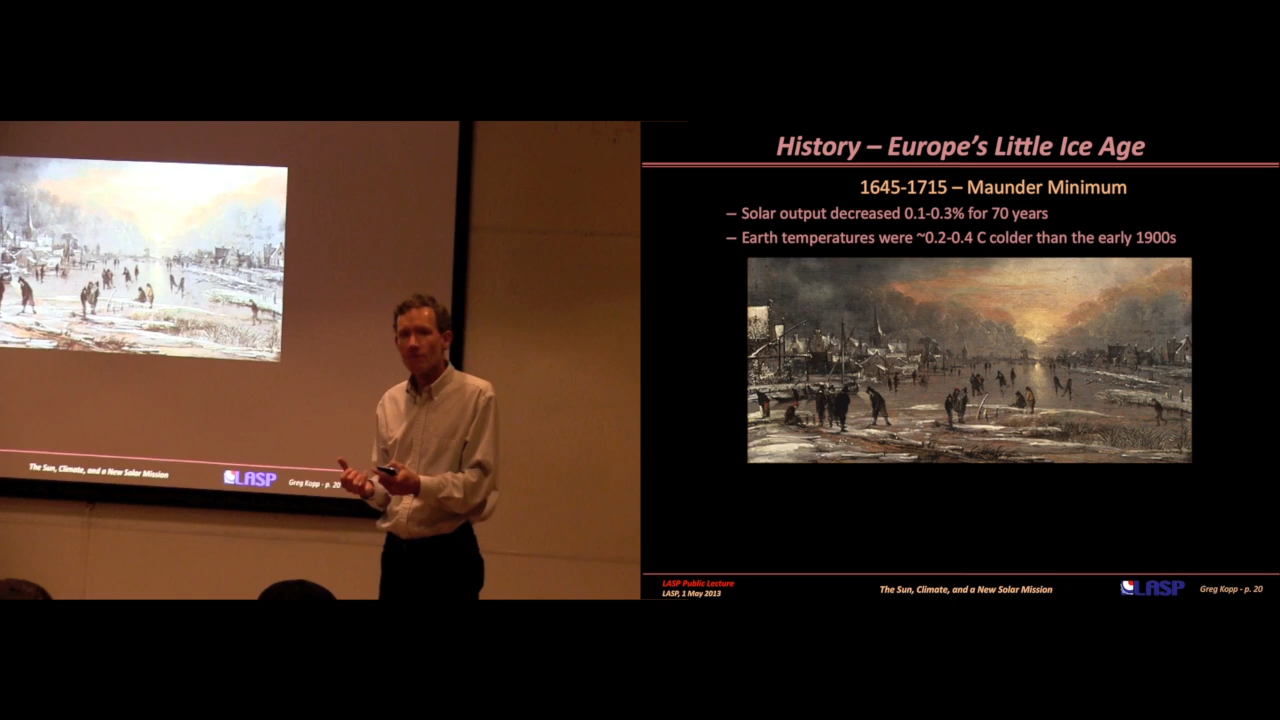 The Sun, Climate, and a New Solar Mission
LASP
Greg Kopp - p. 20
History – Europe's Little Ice Age
1645-1715 – Maunder Minimum
– Solar output decreased 0.1-0.3% for 70 years
– Earth temperatures were ~0.2-0.4 C colder than the early 1900s
LASP Public Lecture
LASP, 1 May 2013
The Sun, Climate, and a New Solar Mission
LASP
Greg Kopp - p. 20